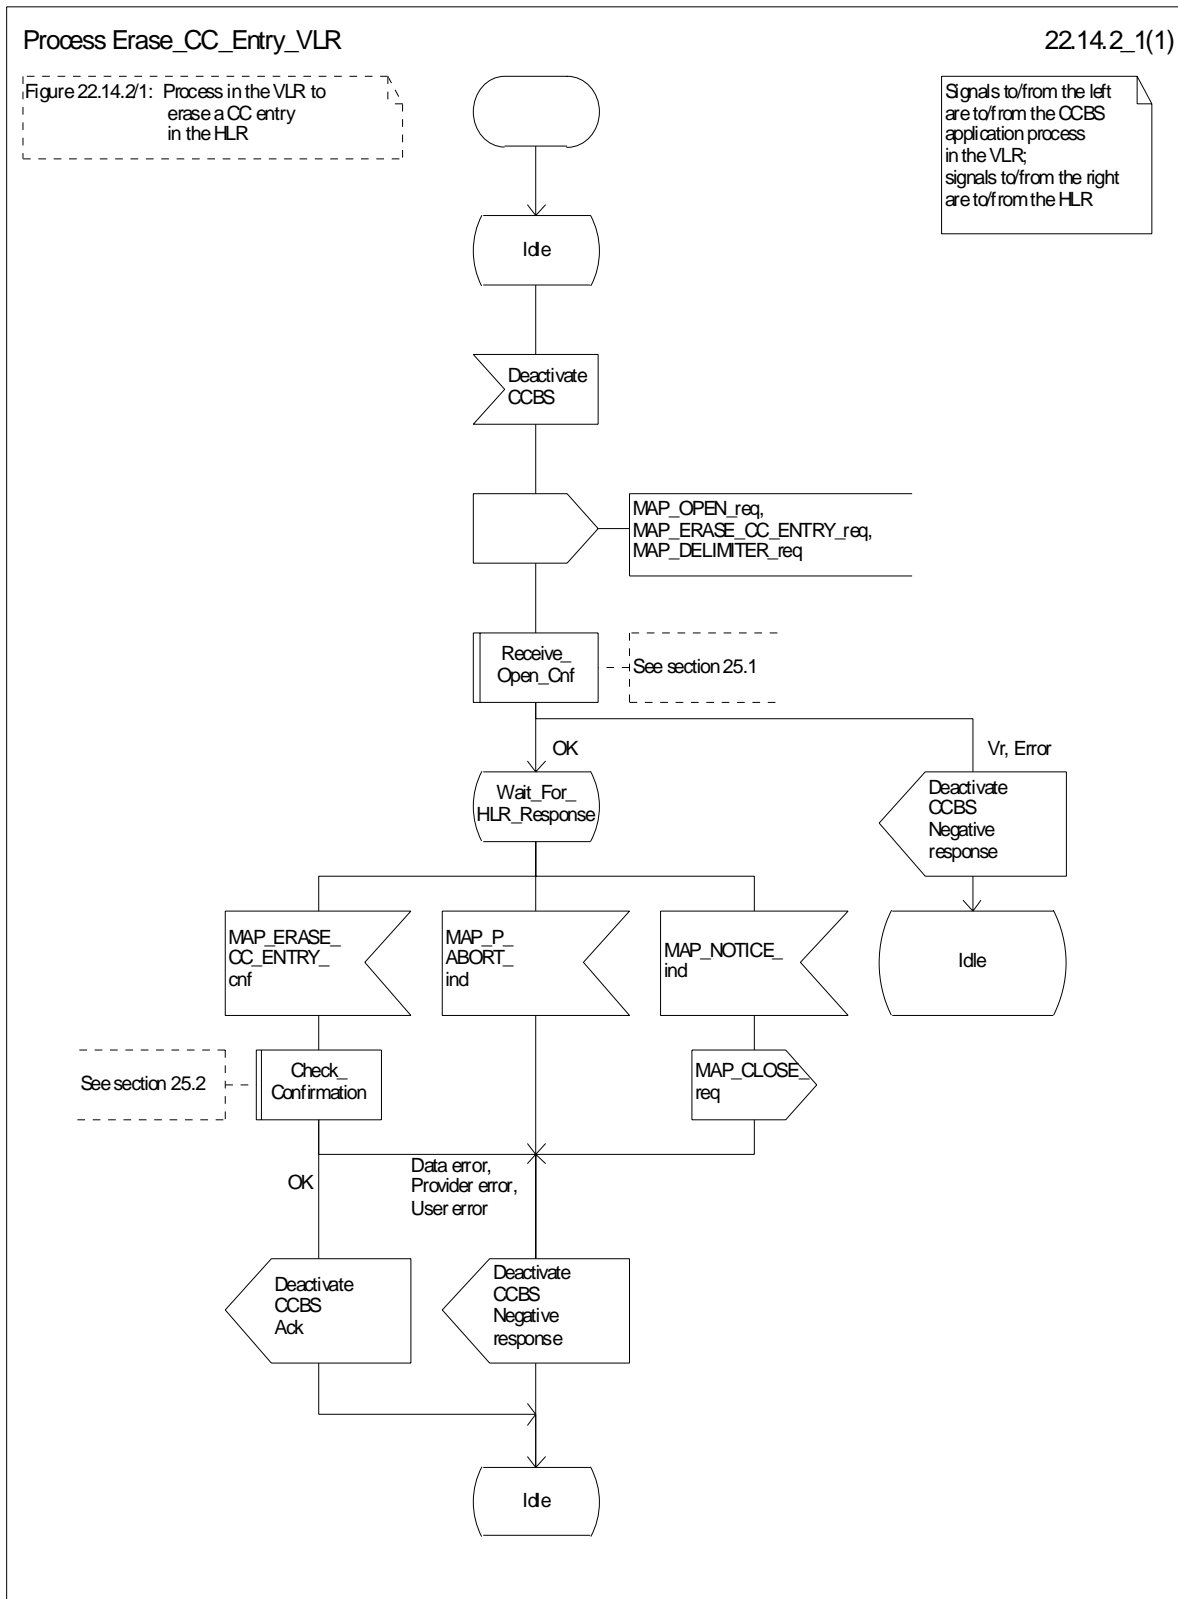 Process Erase_CC_Entry_VLR
22.14.2_1(1)
Figure 22.14.2/1: Process in the VLR to
erase a CC entry
in the HLR
Signals to/from the left
are to/from the CCBS
application process
in the VLR;
signals to/from the right
are to/from the HLR
Idle
Deactivate
CCBS
MAP_OPEN_req,
MAP_ERASE_CC_ENTRY_req,
MAP_DELIMITER_req
Receive_
Open_Cnf
See section 25.1
OK
Vr, Error
Wait_For_
HLR_Response
Deactivate
CCBS
Negative
response
MAP_ERASE_
CC_ENTRY_
cnf
MAP_P_
ABORT_
ind
MAP_NOTICE_
ind
Idle
See section 25.2
Check_
Confirmation
MAP_CLOSE_
req
OK
Data error,
Provider error,
User error
Deactivate
CCBS
Ack
Deactivate
CCBS
Negative
response
Idle